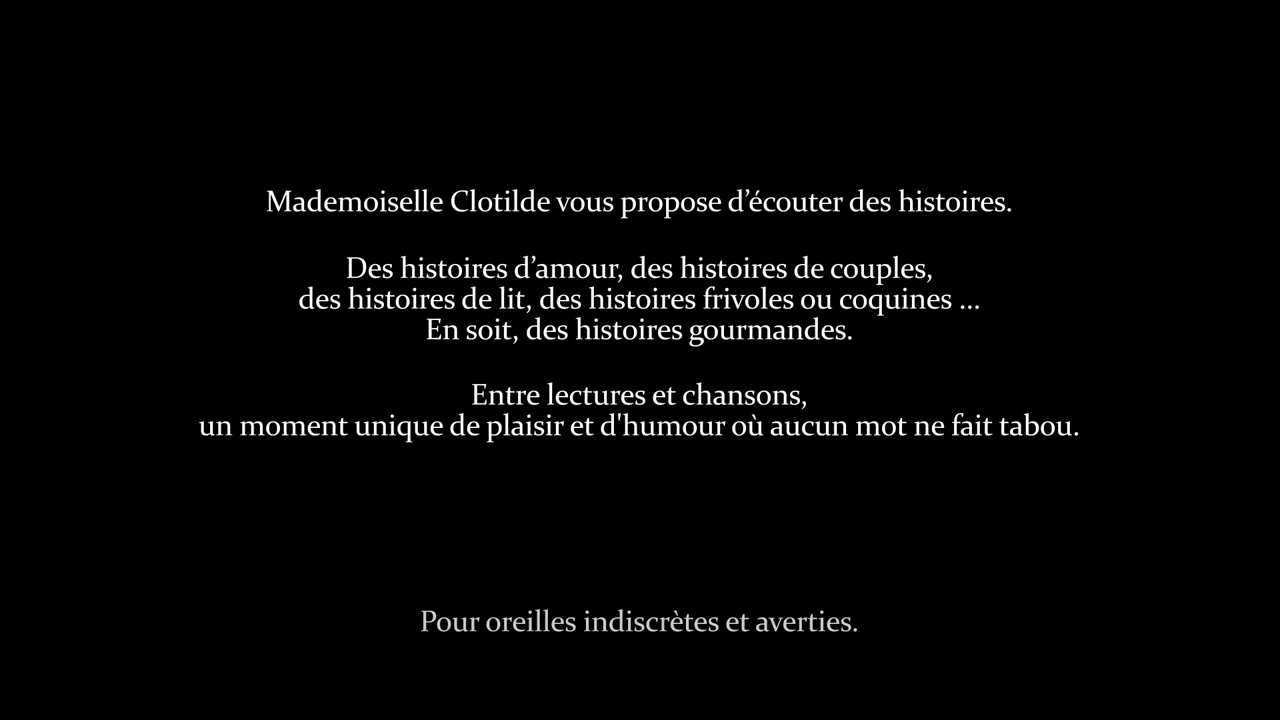 Mademoiselle Clotilde vous propose d’écouter des histoires.
Des histoires d’amour, des histoires de couples,
des histoires de lit, des histoires frivoles ou coquines ...
En soit, des histoires gourmandes.
Entre lectures et chansons,
un moment unique de plaisir et d'humour où aucun mot ne fait tabou.
Pour oreilles indiscrètes et averties.